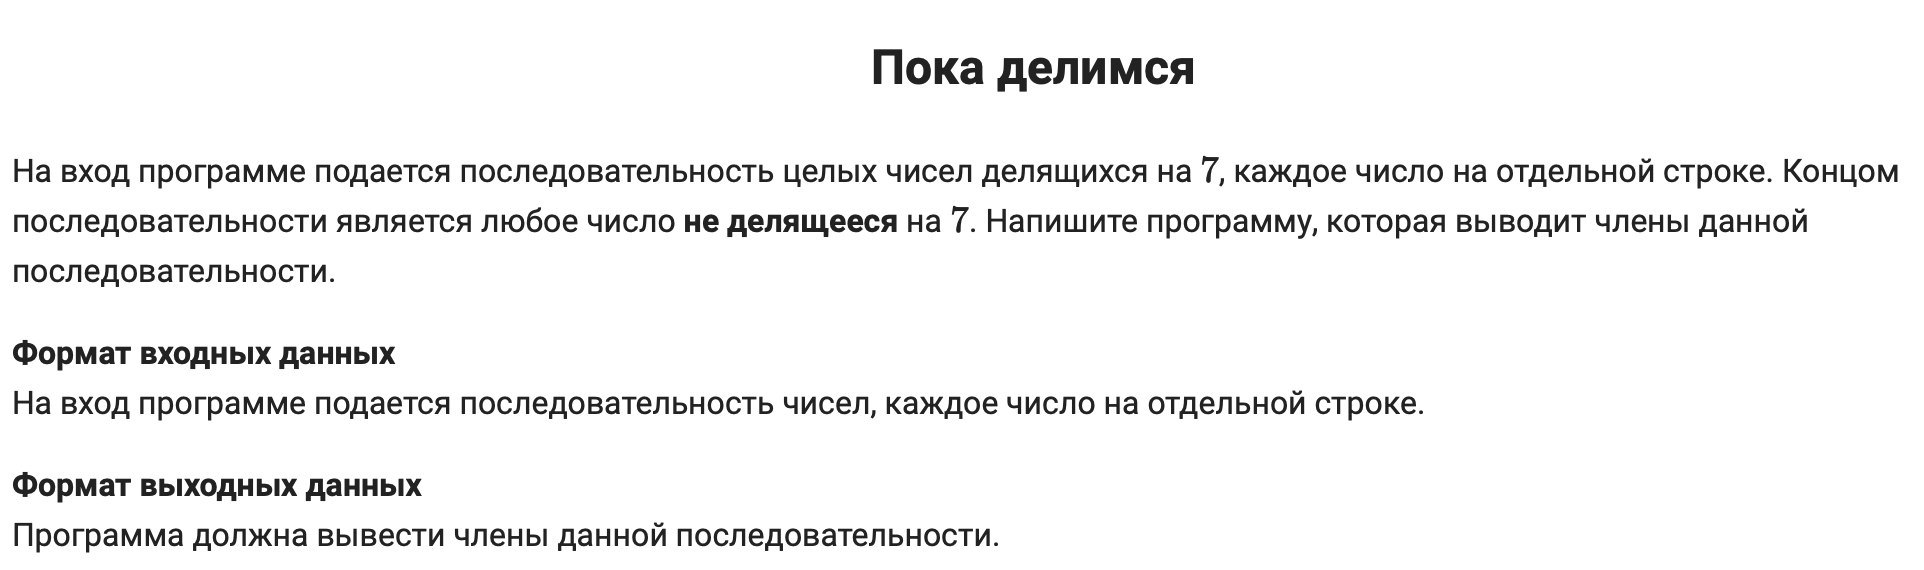 Пока делимся
На вход программе подается последовательность целых чисел делящихся на 7, каждое число на отдельной строке. Концом
последовательности является любое число не делящееся на 7. Напишите программу, которая выводит члены данной
последовательности.
Формат входных данных
На вход программе подается последовательность чисел, каждое число на отдельной строке.
Формат выходных данных
Программа должна вывести члены данной последовательности.